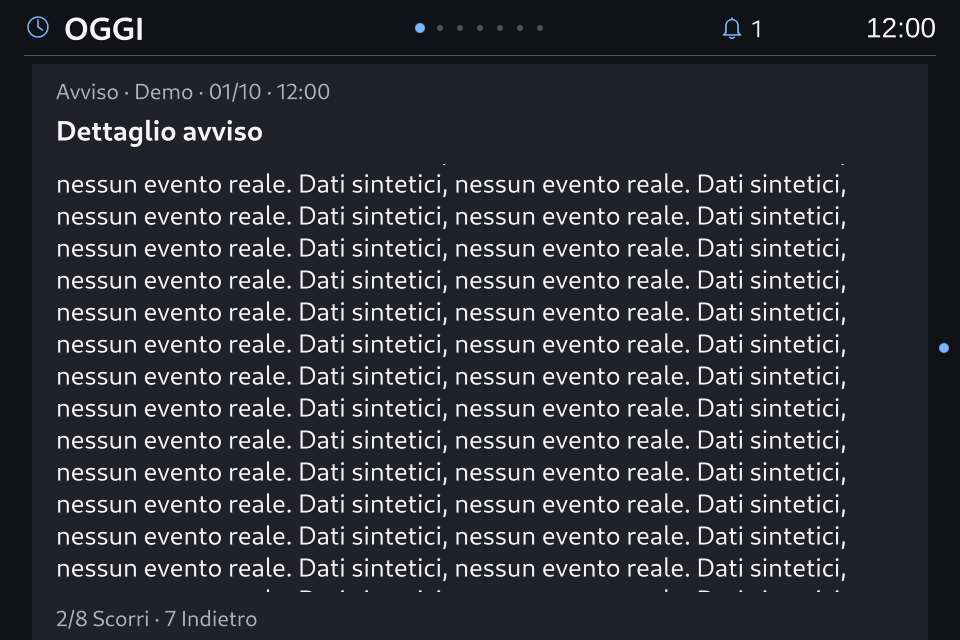 OGGI
1
12:00
Avviso · Demo · 01/10 · 12:00
Dettaglio avviso
nessun evento reale. Dati sintetici, nessun evento reale. Dati sintetici,
nessun evento reale. Dati sintetici, nessun evento reale. Dati sintetici,
nessun evento reale. Dati sintetici, nessun evento reale. Dati sintetici,
nessun evento reale. Dati sintetici, nessun evento reale. Dati sintetici,
nessun evento reale. Dati sintetici, nessun evento reale. Dati sintetici,
nessun evento reale. Dati sintetici, nessun evento reale. Dati sintetici,
nessun evento reale. Dati sintetici, nessun evento reale. Dati sintetici,
nessun evento reale. Dati sintetici, nessun evento reale. Dati sintetici,
nessun evento reale. Dati sintetici, nessun evento reale. Dati sintetici,
nessun evento reale. Dati sintetici, nessun evento reale. Dati sintetici,
nessun evento reale. Dati sintetici, nessun evento reale. Dati sintetici,
nessun evento reale. Dati sintetici, nessun evento reale. Dati sintetici,
nessun evento reale. Dati sintetici, nessun evento reale. Dati sintetici,
2/8 Scorri · 7 Indietro